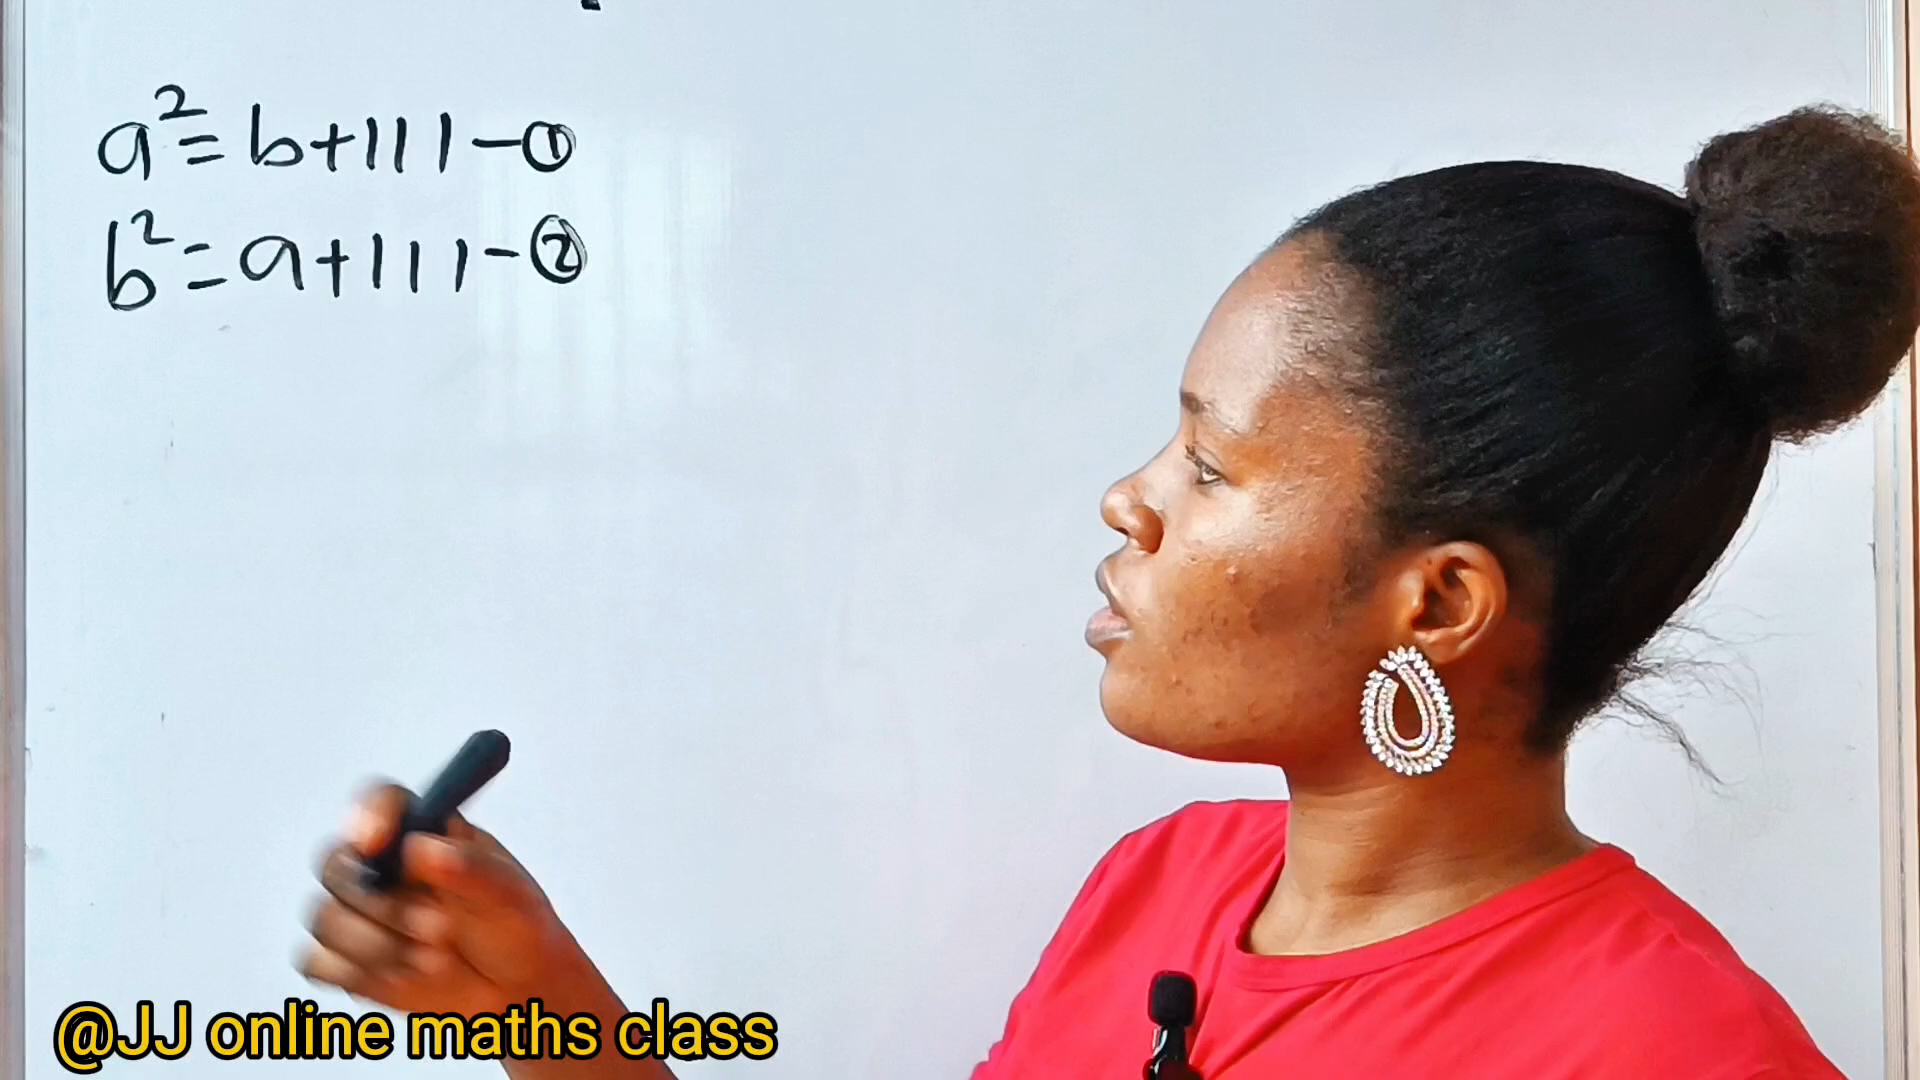 a²=b+111-①
b²=a+111-②
@JJ online maths class